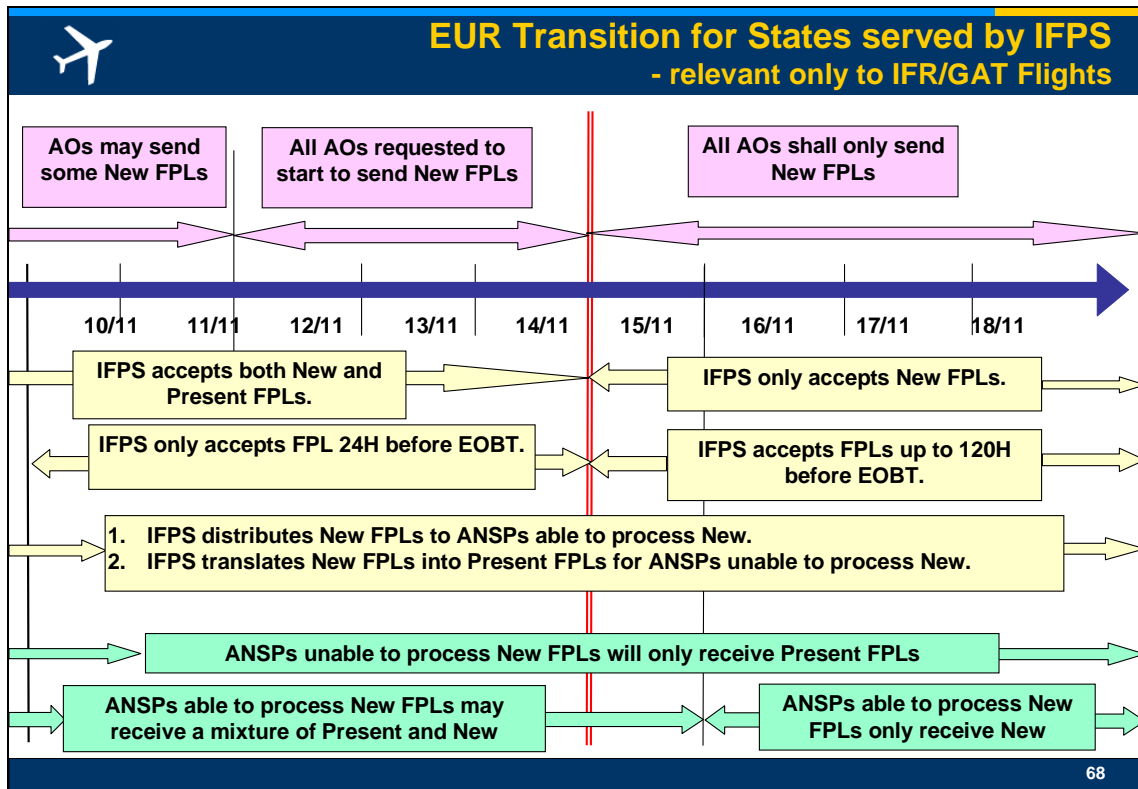 EUR Transition for States served by IFPS
- relevant only to IFR/GAT Flights
AOs may send
some New FPLs
All AOs requested to
start to send New FPLs
All AOs shall only send
New FPLs
10/11 11/11 12/11 13/11 14/11 15/11 16/11 17/11 18/11
IFPS accepts both New and
Present FPLs.
IFPS only accepts New FPLs.
IFPS only accepts FPL 24H before EOBT.
IFPS accepts FPLs up to 120H
before EOBT.
1. IFPS distributes New FPLs to ANSPs able to process New.
2. IFPS translates New FPLs into Present FPLs for ANSPs unable to process New.
ANSPs unable to process New FPLs will only receive Present FPLs
ANSPs able to process New FPLs may
receive a mixture of Present and New
ANSPs able to process New
FPLs only receive New
68